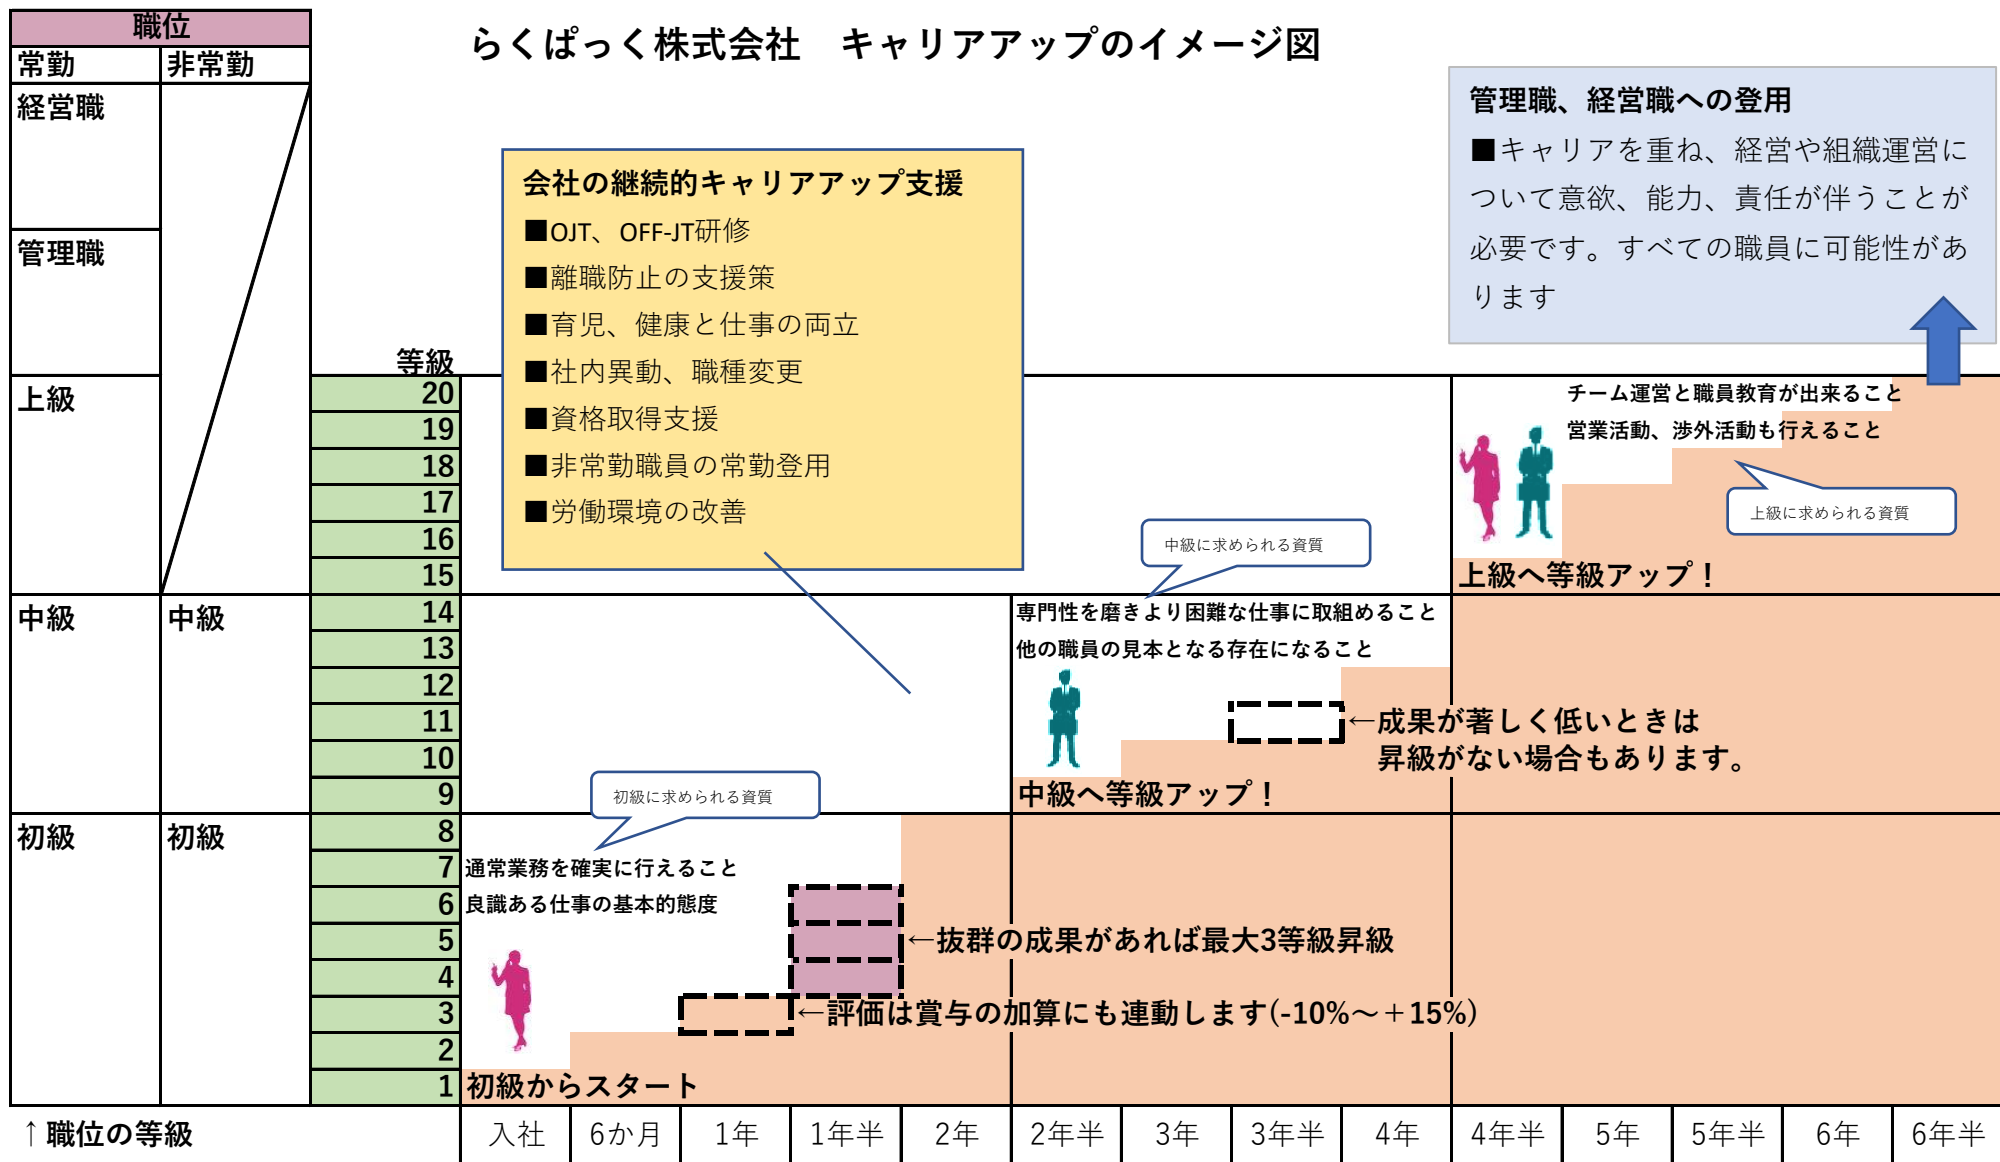 職位
常勤
非常勤
らくぱっく株式会社　キャリアアップのイメージ図
経営職
管理職
管理職、経営職への登用
■キャリアを重ね、経営や組織運営に
ついて意欲、能力、責任が伴うことが
必要です。すべての職員に可能性があ
ります
会社の継続的キャリアアップ支援
■OJT、OFF-JT研修
■離職防止の支援策
■育児、健康と仕事の両立
■社内異動、職種変更
■資格取得支援
■非常勤職員の常勤登用
■労働環境の改善
等級
上級
20
19
18
17
16
15
チーム運営と職員教育が出来ること
営業活動、渉外活動も行えること
上級に求められる資質
上級へ等級アップ！
中級に求められる資質
中級
中級
14
13
12
11
10
9
専門性を磨きより困難な仕事に取組めること
他の職員の見本となる存在になること
←成果が著しく低いときは
昇級がない場合もあります。
中級へ等級アップ！
初級に求められる資質
初級
初級
8
7
6
5
4
3
2
1
通常業務を確実に行えること
良識ある仕事の基本的態度
←抜群の成果があれば最大3等級昇級
←評価は賞与の加算にも連動します(-10%～＋15%)
初級からスタート
↑職位の等級
入社
6か月
1年
1年半
2年
2年半
3年
3年半
4年
4年半
5年
5年半
6年
6年半